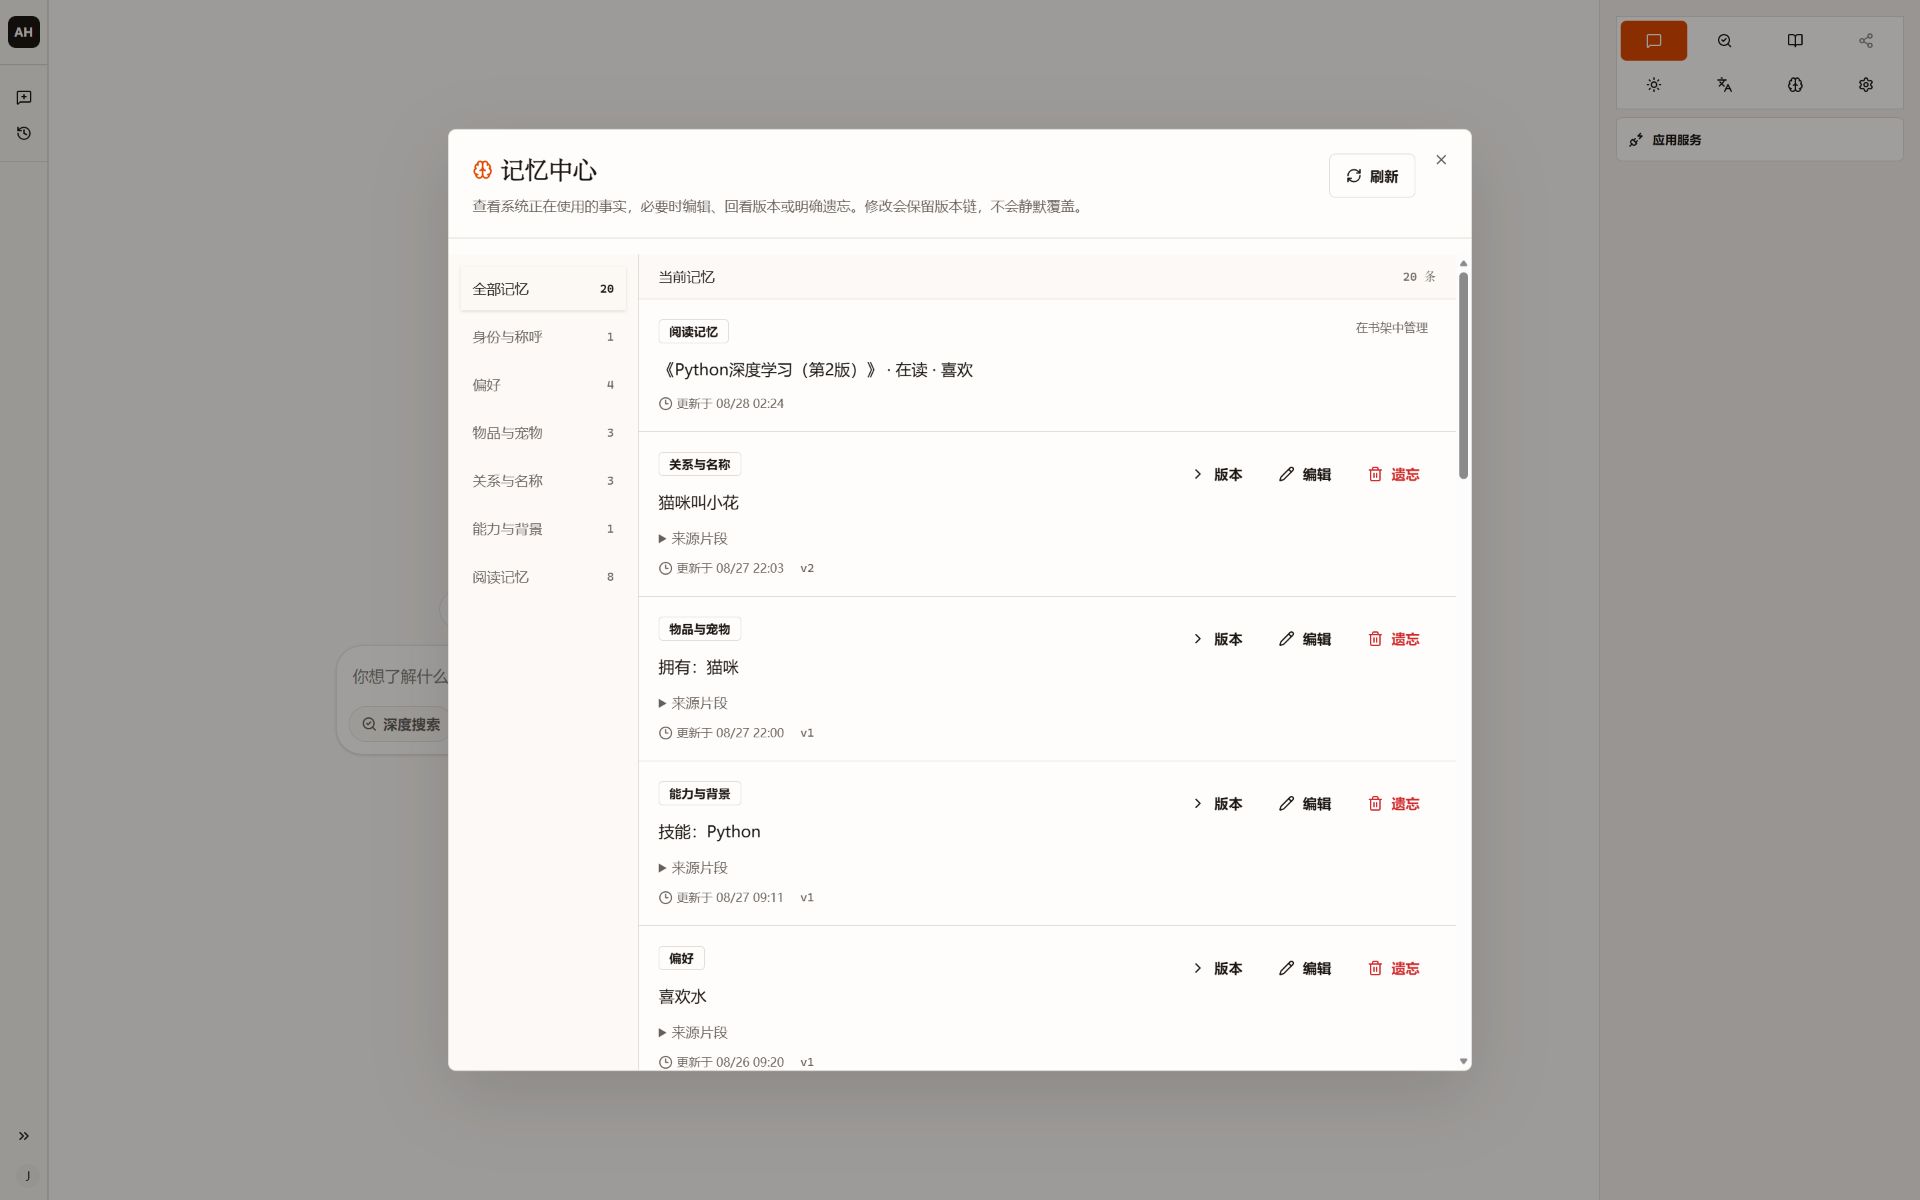 AH
应用服务
记忆中心
刷新
查看系统正在使用的事实，必要时编辑、回看版本或明确遗忘。修改会保留版本链，不会静默覆盖。
全部记忆 20
身份与称呼 1
偏好 4
物品与宠物 3
关系与名称 3
能力与背景 1
阅读记忆 8
当前记忆 20 条
阅读记忆 在书架中管理
《Python深度学习（第2版）》 · 在读 · 喜欢
更新于 08/28 02:24
关系与名称
版本 编辑 遗忘
猫咪叫小花
来源片段
更新于 08/27 22:03 v2
物品与宠物
版本 编辑 遗忘
拥有：猫咪
来源片段
更新于 08/27 22:00 v1
能力与背景
版本 编辑 遗忘
技能：Python
来源片段
更新于 08/27 09:11 v1
偏好
版本 编辑 遗忘
喜欢水
来源片段
更新于 08/26 09:20 v1
你想了解什么
深度搜索
J